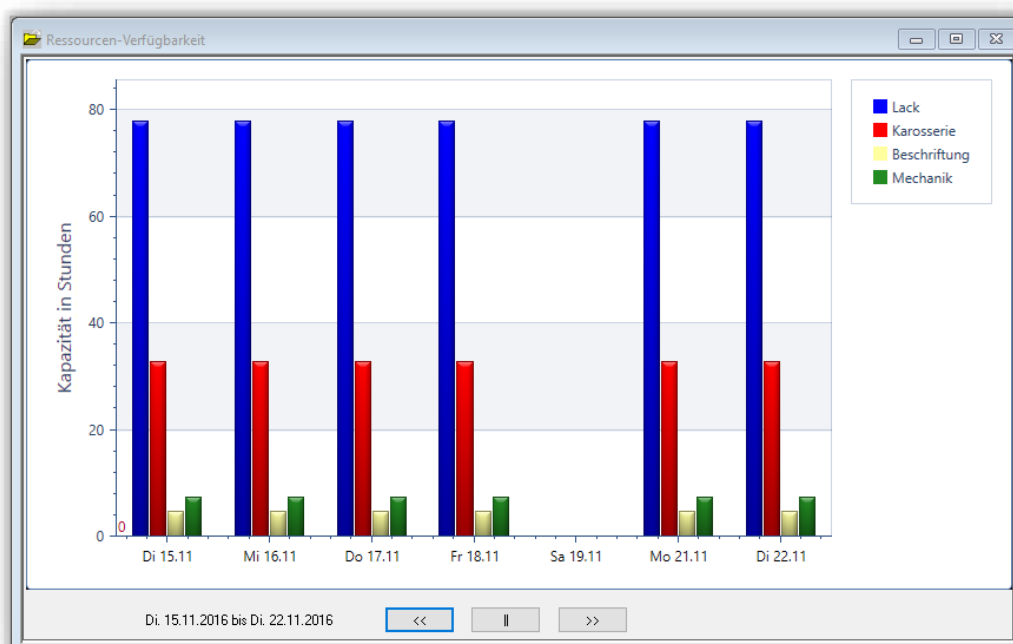 Ressourcen-Verfügbarkeit
Lack
Karosserie
Beschriftung
Mechanik
Kapazität in Stunden
80
60
40
20
0
0
Di 15.11
Mi 16.11
Do 17.11
Fr 18.11
Sa 19.11
Mo 21.11
Di 22.11
Di. 15.11.2016 bis Di. 22.11.2016
<<
||
>>